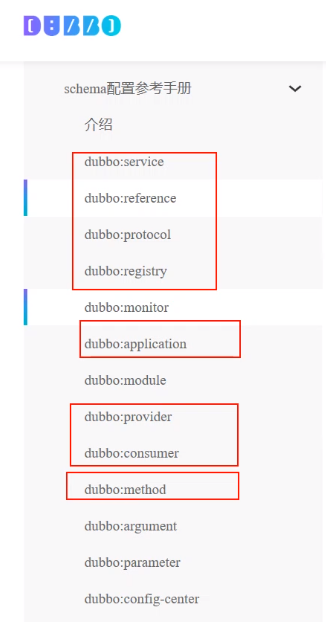 DUBBO
schema配置参考手册
介绍
dubbo:service
dubbo:reference
dubbo:protocol
dubbo:registry
dubbo:monitor
dubbo:application
dubbo:module
dubbo:provider
dubbo:consumer
dubbo:method
dubbo:argument
dubbo:parameter
dubbo:config-center